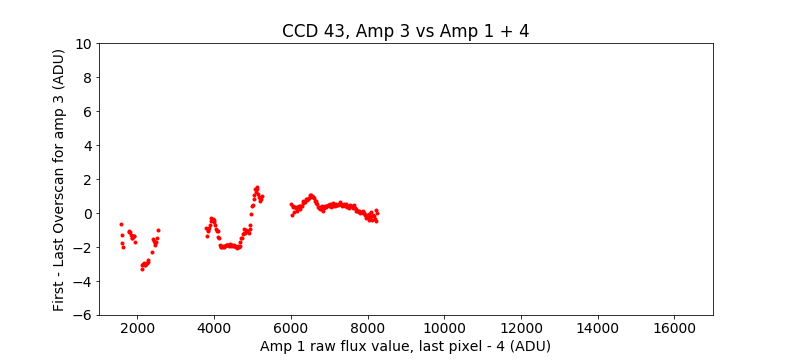 CCD 43, Amp 3 vs Amp 1 + 4
First - Last Overscan for amp 3 (ADU)
10
8
6
4
2
0
−2
−4
−6
2000 4000 6000 8000 10000 12000 14000 16000
Amp 1 raw flux value, last pixel - 4 (ADU)